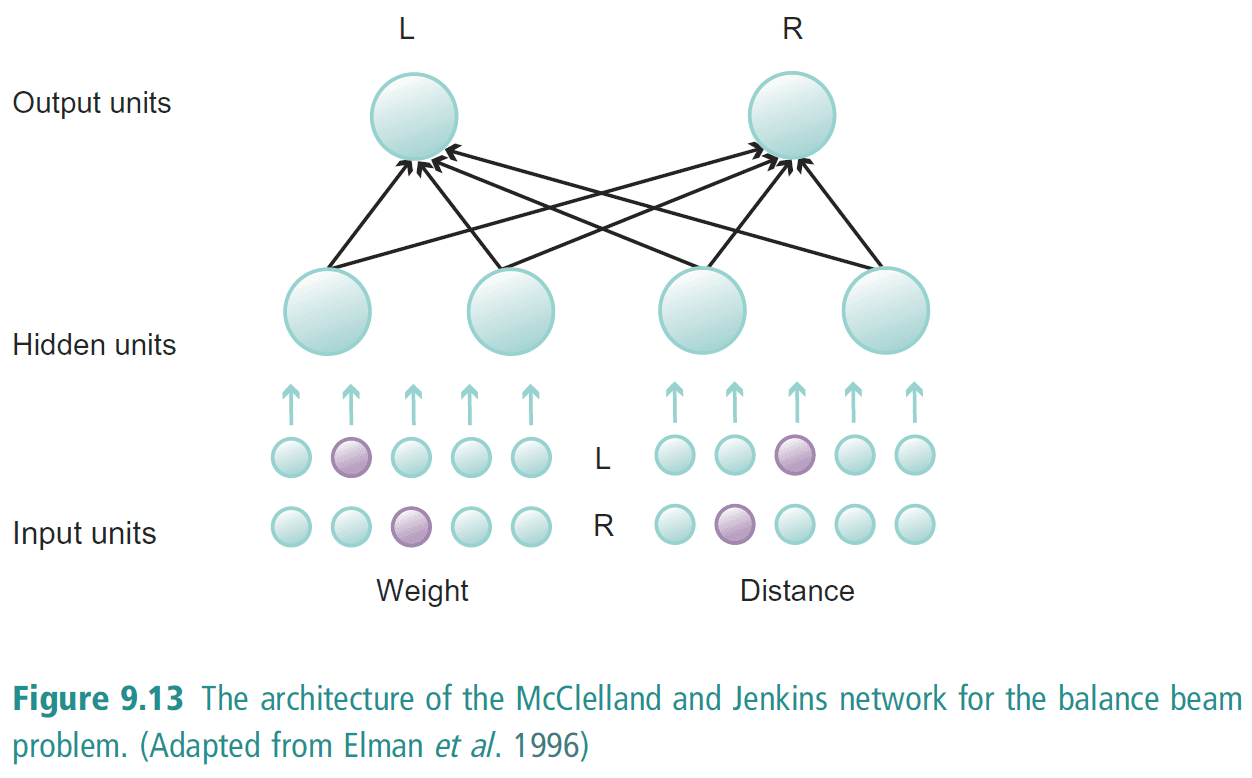 L R
Output units
Hidden units
L
Input units R
Weight Distance
Figure 9.13 The architecture of the McClelland and Jenkins network for the balance beam
problem. (Adapted from Elman et al. 1996)